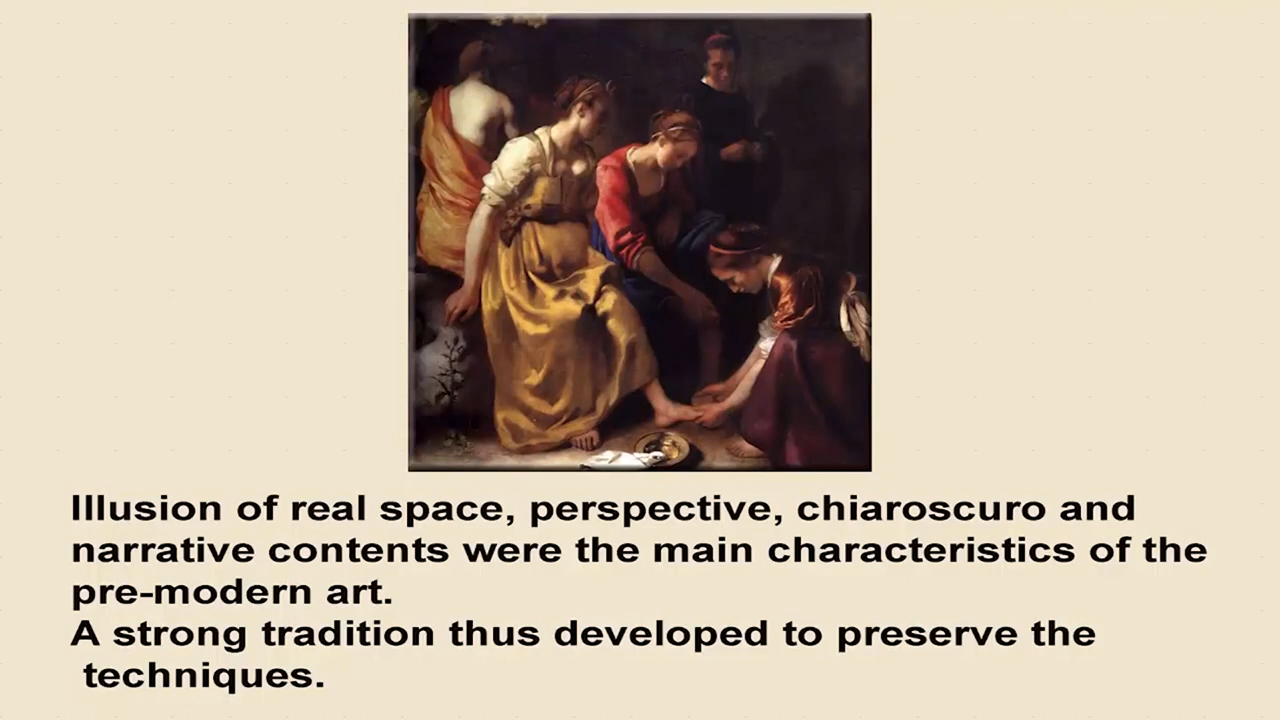 Illusion of real space, perspective, chiaroscuro and
narrative contents were the main characteristics of the
pre-modern art.
A strong tradition thus developed to preserve the
techniques.